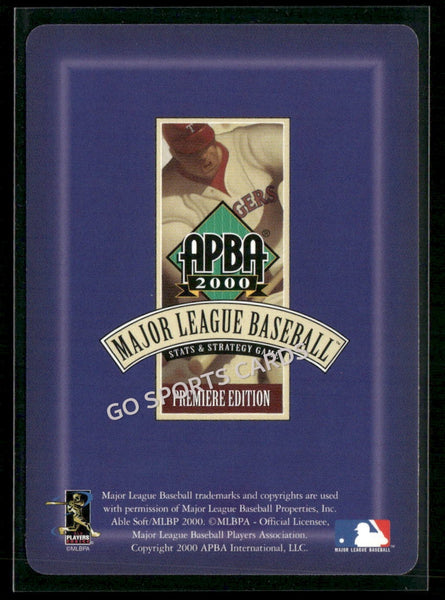 T
GERS
APBA®
2000
MAJOR LEAGUE BASEBALL™
STATS & STRATEGY GAME
GO SPORTS CARDS
PREMIERE EDITION
Major League Baseball trademarks and copyrights are used
with permission of Major League Baseball Properties, Inc.
Able Soft/MLBP 2000. ©MLBPA - Official Licensee,
Major League Baseball Players Association.
Copyright 2000 APBA International, LLC.
PLAYERS
©MLBPA
MAJOR LEAGUE BASEBALL